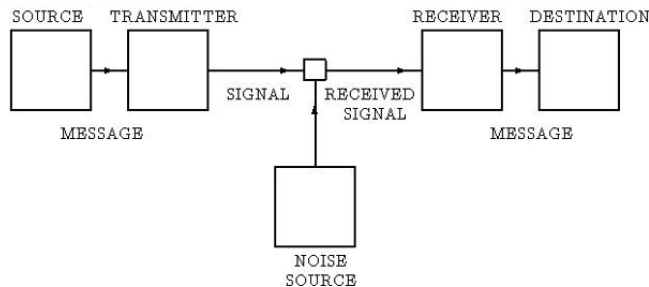 SOURCE
TRANSMITTER
RECEIVER
DESTINATION
SIGNAL
RECEIVED
SIGNAL
MESSAGE
MESSAGE
NOISE
SOURCE